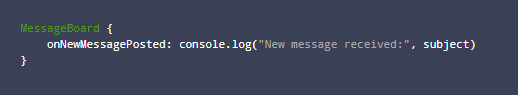 MessageBoard {
    onNewMessagePosted: console.log("New message received:", subject)
}